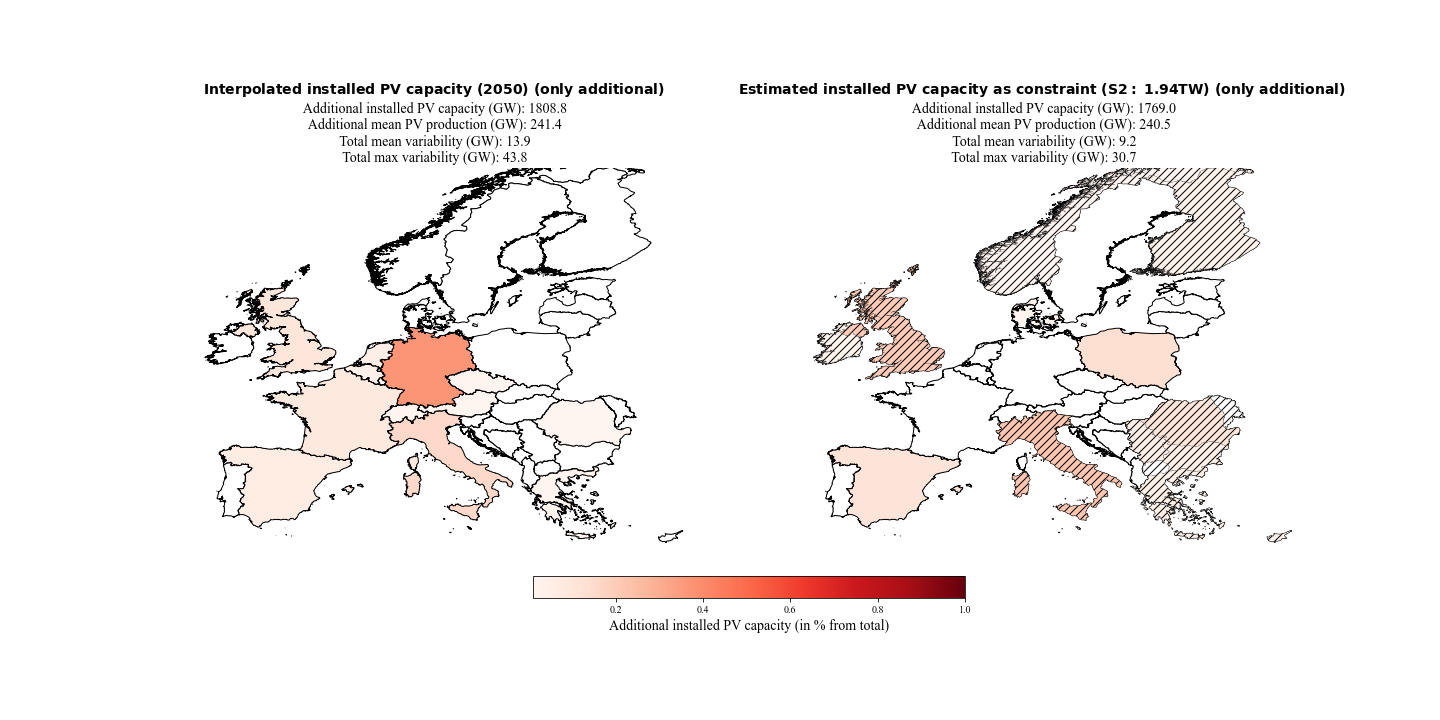 Interpolated installed PV capacity (2050) (only additional)
Additional installed PV capacity (GW): 1808.8
Additional mean PV production (GW): 241.4
Total mean variability (GW): 13.9
Total max variability (GW): 43.8
Estimated installed PV capacity as constraint (S2 : 1.94TW) (only additional)
Additional installed PV capacity (GW): 1769.0
Additional mean PV production (GW): 240.5
Total mean variability (GW): 9.2
Total max variability (GW): 30.7
0.2 0.4 0.6 0.8 1.0
Additional installed PV capacity (in % from total)